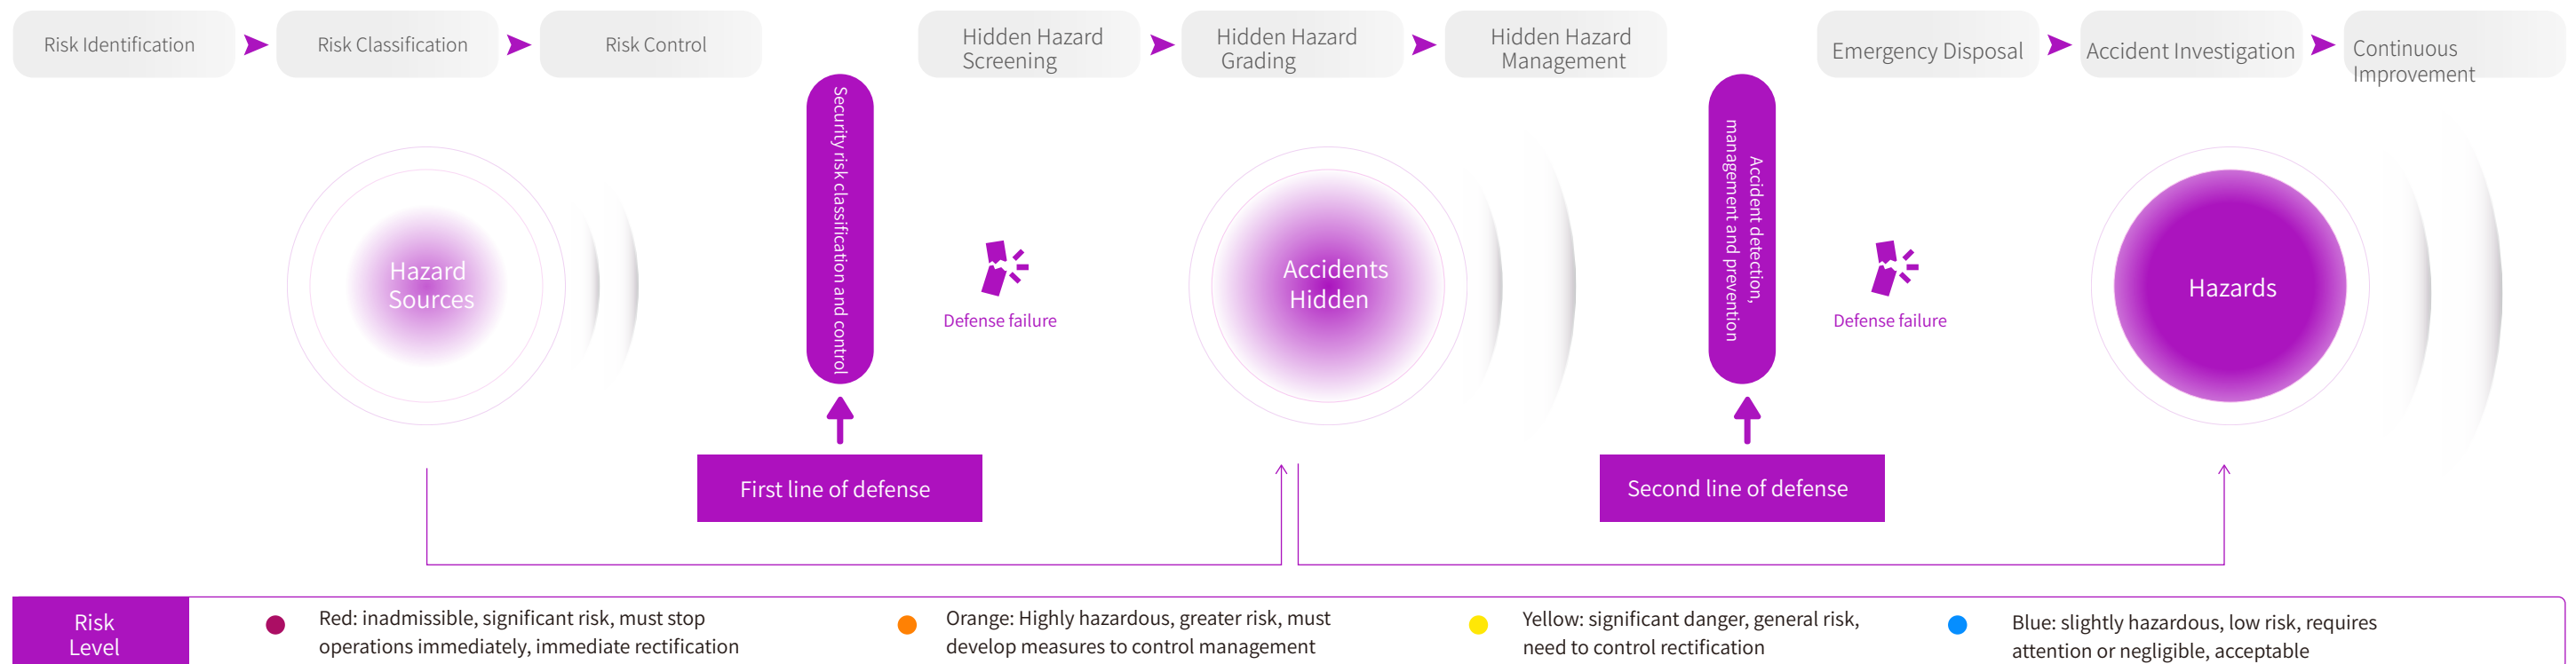 Risk Identification
Risk Classification
Risk Control
Hidden Hazard
Screening
Hidden Hazard
Grading
Hidden Hazard
Management
Emergency Disposal
Accident Investigation
Continuous
Improvement
Hazard
Sources
Security risk classification and control
Defense failure
Accidents
Hidden
Accident detection,
management and prevention
Defense failure
Hazards
First line of defense
Second line of defense
Risk
Level
Red: inadmissible, significant risk, must stop
operations immediately, immediate rectification
Orange: Highly hazardous, greater risk, must
develop measures to control management
Yellow: significant danger, general risk,
need to control rectification
Blue: slightly hazardous, low risk, requires
attention or negligible, acceptable